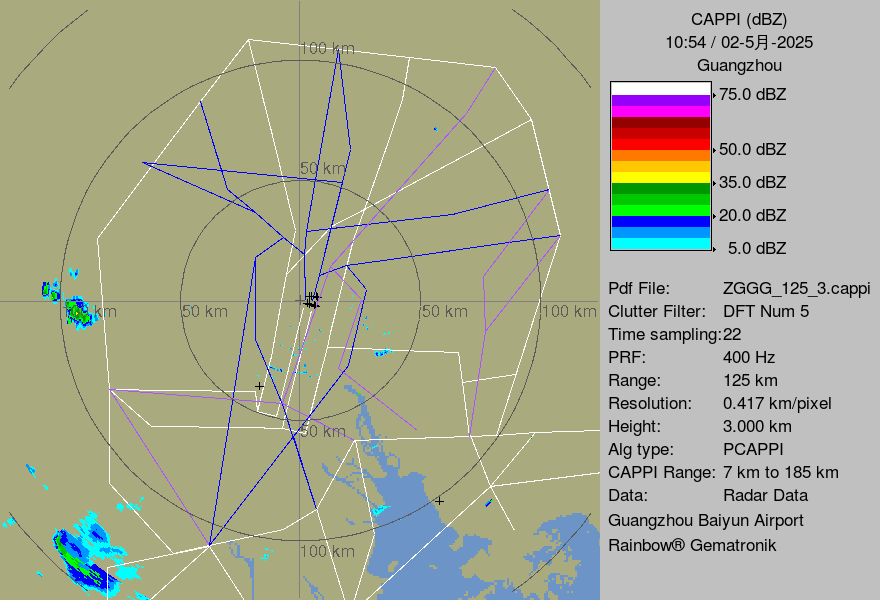 100 km
50 km
km
50 km
50 km
100 km
50 km
100 km
CAPPI (dBZ)
10:54 / 02-5月-2025
Guangzhou
75.0 dBZ
50.0 dBZ
35.0 dBZ
20.0 dBZ
5.0 dBZ
Pdf File: ZGGG_125_3.cappi
Clutter Filter: DFT Num 5
Time sampling:22
PRF: 400 Hz
Range: 125 km
Resolution: 0.417 km/pixel
Height: 3.000 km
Alg type: PCAPPI
CAPPI Range: 7 km to 185 km
Data: Radar Data
Guangzhou Baiyun Airport
Rainbow® Gematronik